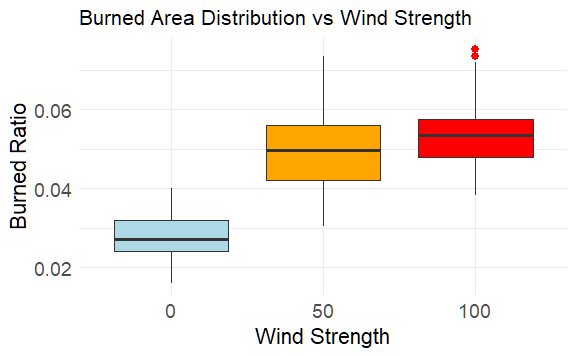 Burned Area Distribution vs Wind Strength
Burned Ratio
0.06
0.04
0.02
0
50
100
Wind Strength